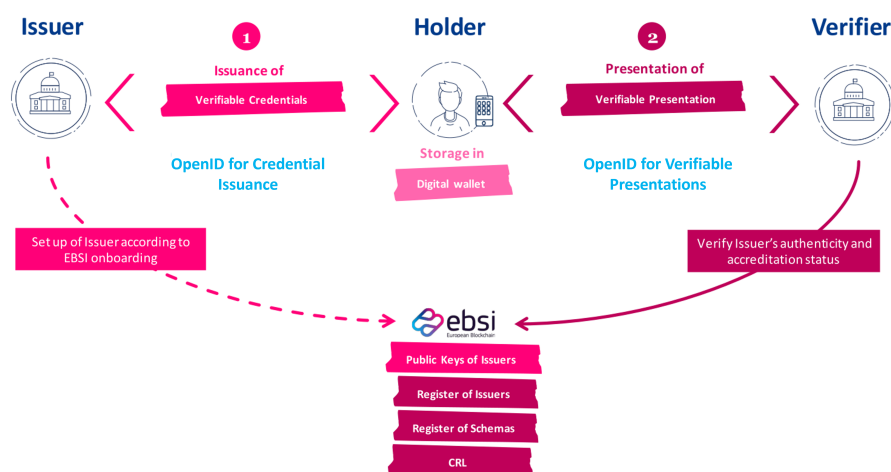 Issuer
1
Holder
2
Verifier
Issuance of
Verifiable Credentials
Presentation of
Verifiable Presentation
OpenID for Credential
Issuance
Storage in
Digital wallet
OpenID for Verifiable
Presentations
Set up of Issuer according to
EBSI onboarding
Verify Issuer's authenticity and
accreditation status
ebsi
European Blockchain
Public Keys of Issuers
Register of Issuers
Register of Schemas
CRL